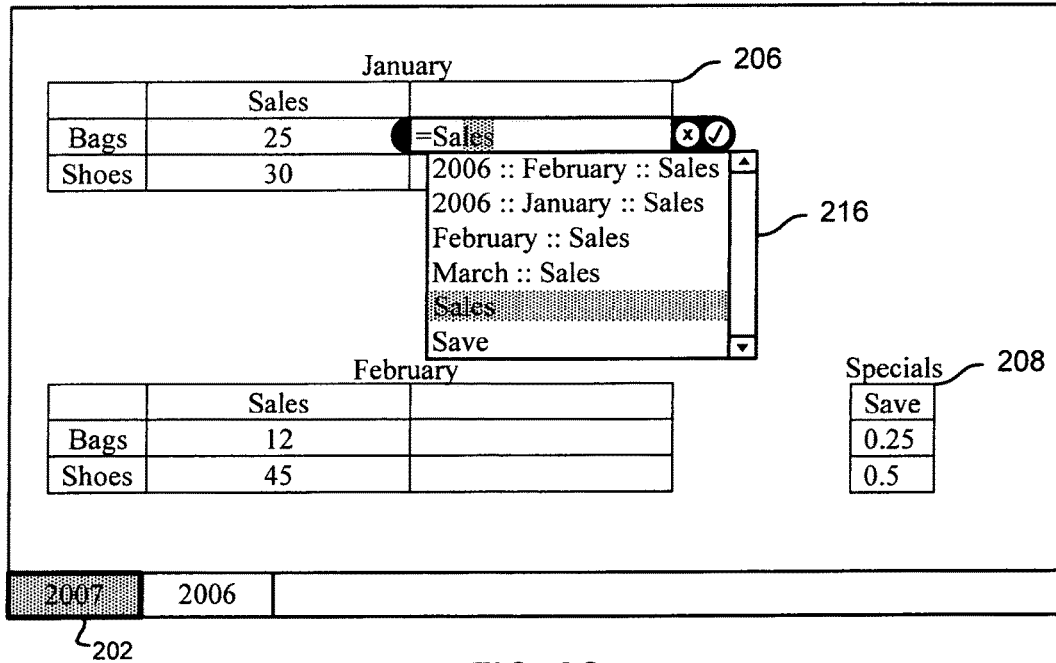 January
206
Sales
Bags 25 =Sales x ✓
Shoes 30
2006 :: February :: Sales
2006 :: January :: Sales
February :: Sales
March :: Sales
Sales
Save
216
February
Sales
Bags 12
Shoes 45
Specials 208
Save
0.25
0.5
2007 2006
202